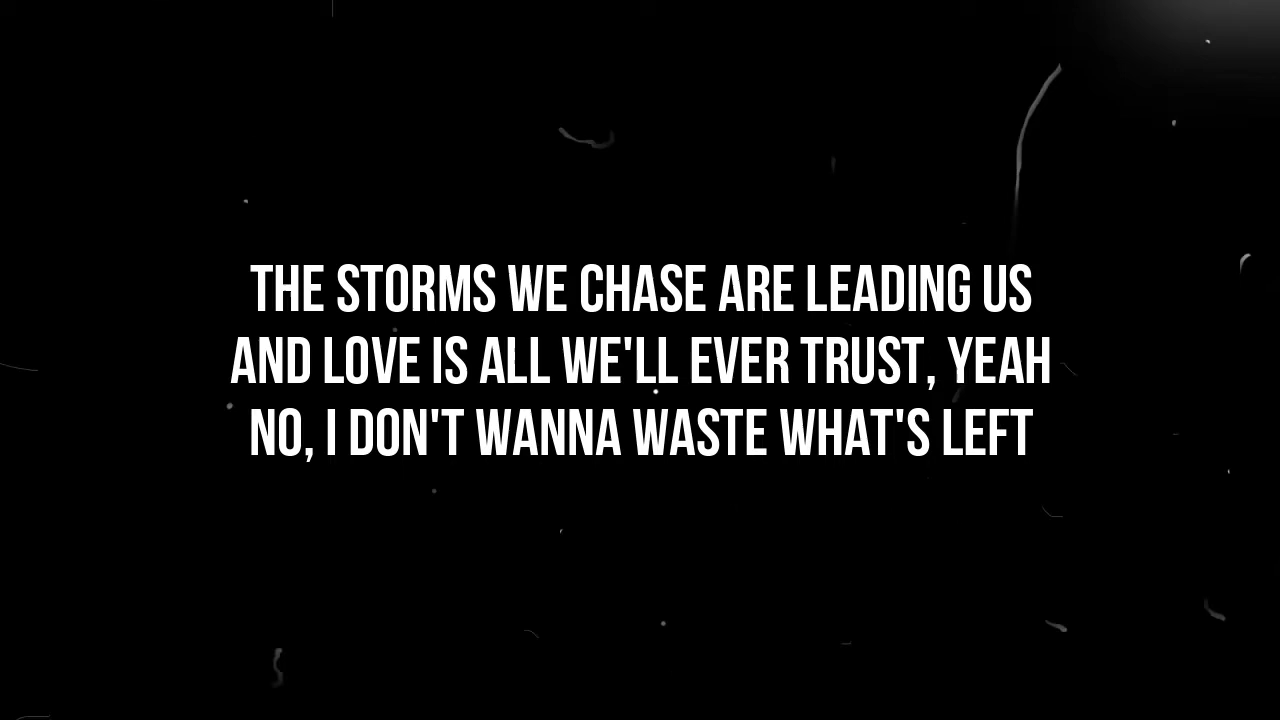 THE STORMS WE CHASE ARE LEADING US
AND LOVE IS ALL WE'LL EVER TRUST, YEAH
NO, I DON'T WANNA WASTE WHAT'S LEFT